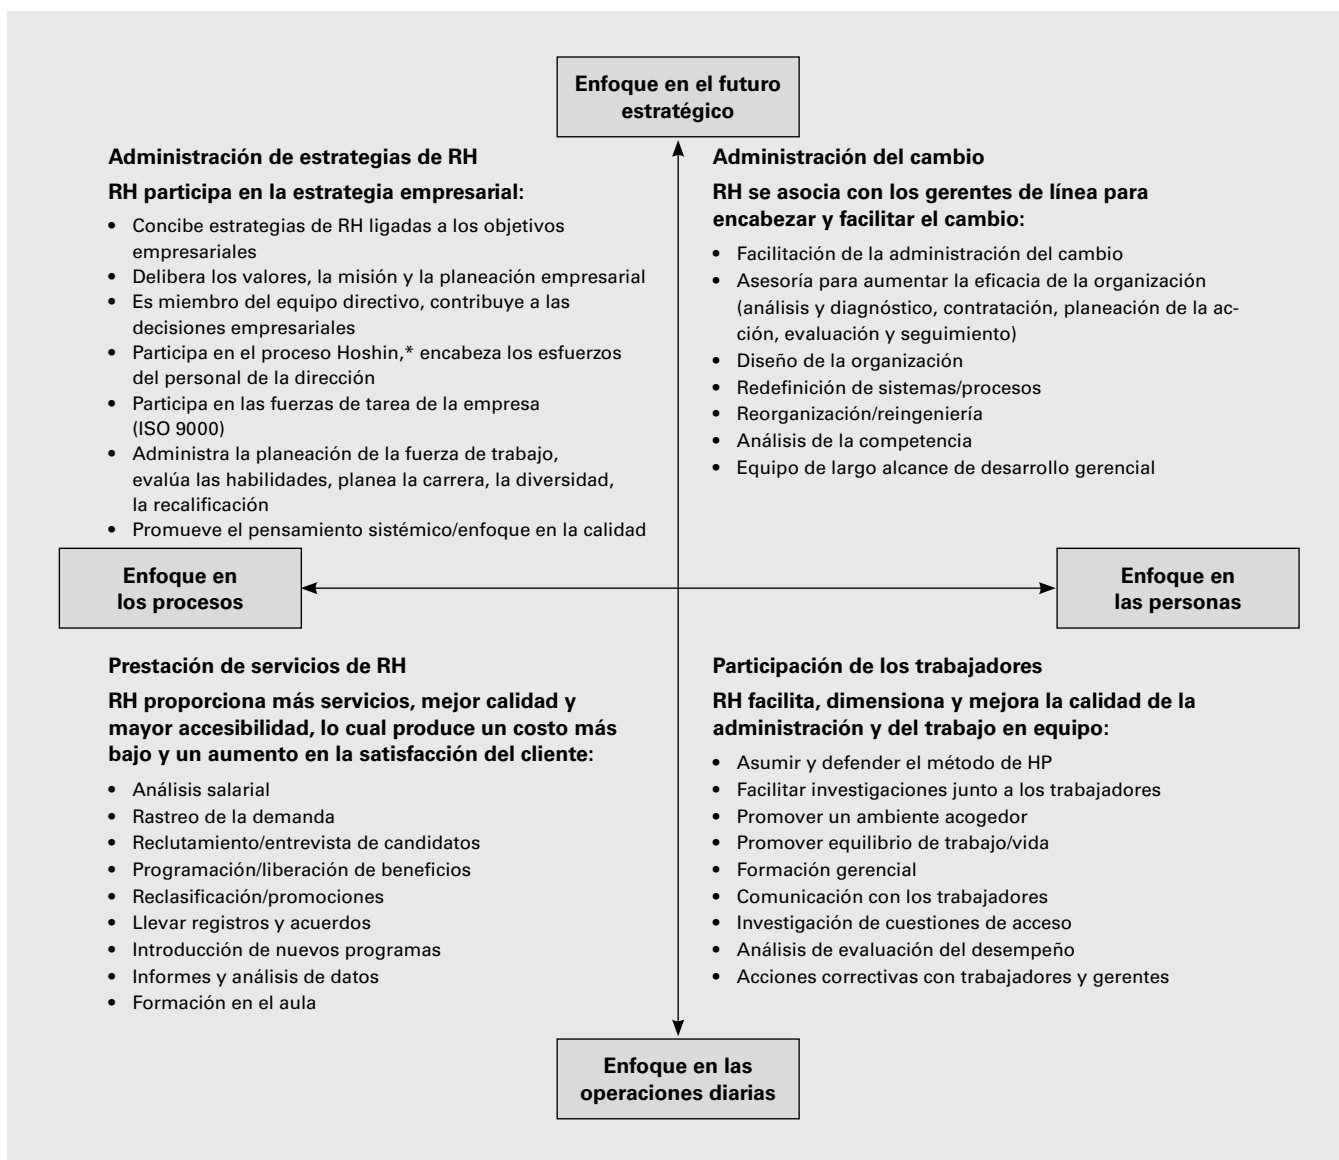 Enfoque en el futuro
estratégico
Administración de estrategias de RH
RH participa en la estrategia empresarial:
• Concibe estrategias de RH ligadas a los objetivos
empresariales
• Delibera los valores, la misión y la planeación empresarial
• Es miembro del equipo directivo, contribuye a las
decisiones empresariales
• Participa en el proceso Hoshin,* encabeza los esfuerzos
del personal de la dirección
• Participa en las fuerzas de tarea de la empresa
(ISO 9000)
• Administra la planeación de la fuerza de trabajo,
evalúa las habilidades, planea la carrera, la diversidad,
la recalificación
• Promueve el pensamiento sistémico/enfoque en la calidad
Administración del cambio
RH se asocia con los gerentes de línea para
encabezar y facilitar el cambio:
• Facilitación de la administración del cambio
• Asesoría para aumentar la eficacia de la organización
(análisis y diagnóstico, contratación, planeación de la ac-
ción, evaluación y seguimiento)
• Diseño de la organización
• Redefinición de sistemas/procesos
• Reorganización/reingeniería
• Análisis de la competencia
• Equipo de largo alcance de desarrollo gerencial
Enfoque en
los procesos
Enfoque en
las personas
Prestación de servicios de RH
RH proporciona más servicios, mejor calidad y
mayor accesibilidad, lo cual produce un costo más
bajo y un aumento en la satisfacción del cliente:
• Análisis salarial
• Rastreo de la demanda
• Reclutamiento/entrevista de candidatos
• Programación/liberación de beneficios
• Reclasificación/promociones
• Llevar registros y acuerdos
• Introducción de nuevos programas
• Informes y análisis de datos
• Formación en el aula
Participación de los trabajadores
RH facilita, dimensiona y mejora la calidad de la
administración y del trabajo en equipo:
• Asumir y defender el método de HP
• Facilitar investigaciones junto a los trabajadores
• Promover un ambiente acogedor
• Promover equilibrio de trabajo/vida
• Formación gerencial
• Comunicación con los trabajadores
• Investigación de cuestiones de acceso
• Análisis de evaluación del desempeño
• Acciones correctivas con trabajadores y gerentes
Enfoque en las
operaciones diarias